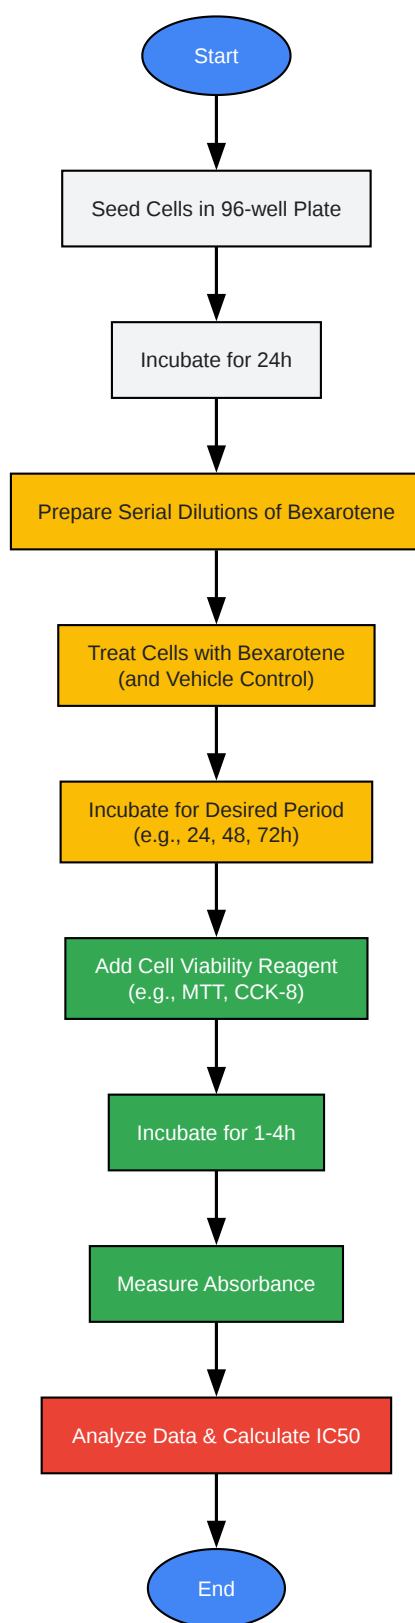 Start
Seed Cells in 96-well Plate
Incubate for 24h
Prepare Serial Dilutions of Bexarotene
Treat Cells with Bexarotene
(and Vehicle Control)
Incubate for Desired Period
(e.g., 24, 48, 72h)
Add Cell Viability Reagent
(e.g., MTT, CCK-8)
Incubate for 1-4h
Measure Absorbance
Analyze Data & Calculate IC50
End